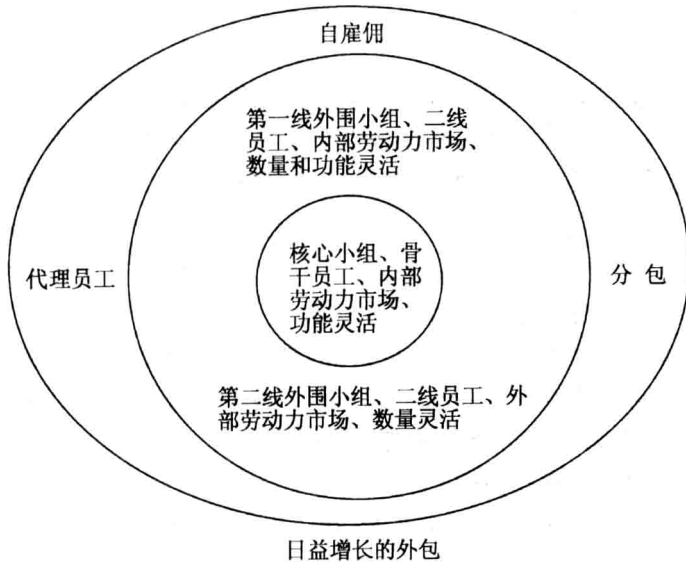 自雇佣
第一线外围小组、二线
员工、内部劳动力市场、
数量和功能灵活
核心小组、骨
干员工、内部
劳动力市场、
功能灵活
代理员工
分 包
第二线外围小组、二线员工、外
部劳动力市场、数量灵活
日益增长的外包